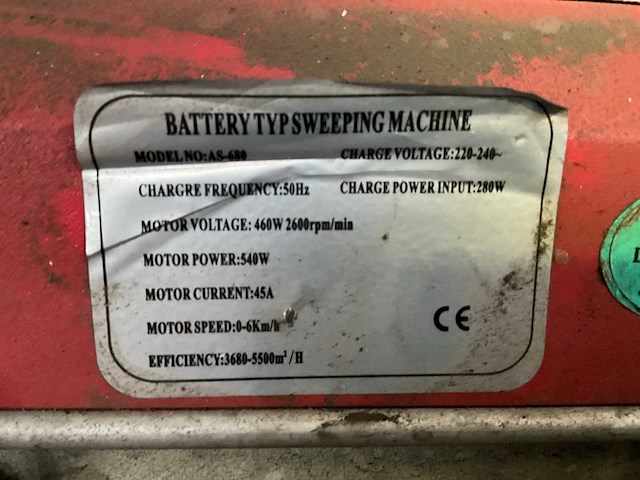 BATTERY TYP SWEEPING MACHINE
MODEL NO:AS-680 CHARGE VOLTAGE:220-240~
CHARGRE FREQUENCY:50Hz CHARGE POWER INPUT:280W
MOTOR VOLTAGE: 460W 2600rpm/min
MOTOR POWER:540W
MOTOR CURRENT:45A
MOTOR SPEED:0-6Km/h
CE
EFFICIENCY:3680-5500m²/H